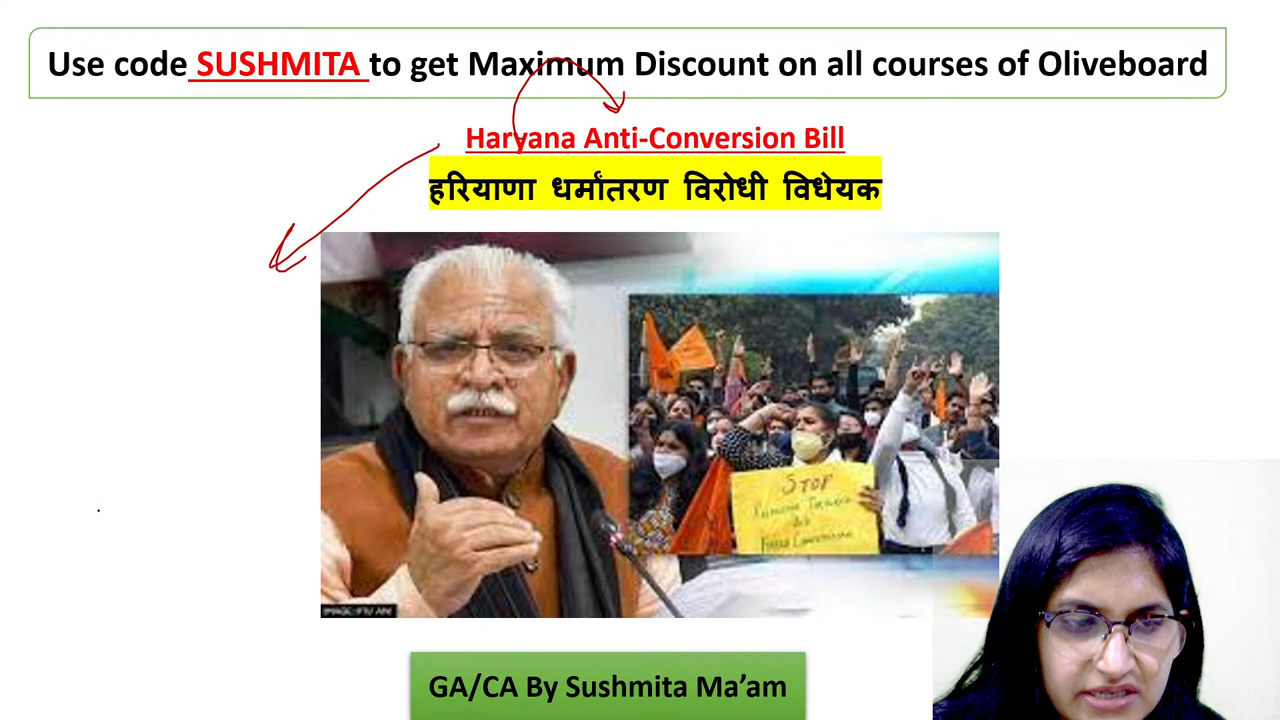 Use code SUSHMITA to get Maximum Discount on all courses of Oliveboard
Haryana Anti-Conversion Bill
हरियाणा धर्मांतरण विरोधी विधेयक
STOP
GA/CA By Sushmita Ma’am